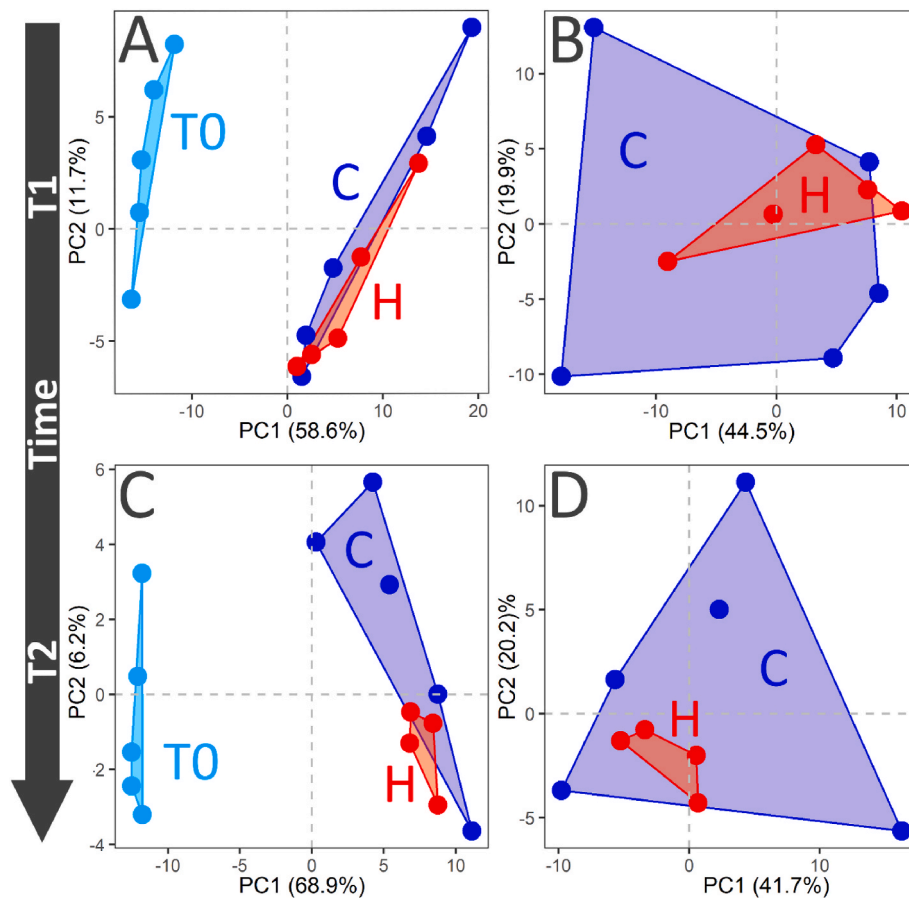 T1
Time
T2
A
T0
C
H
5
0
-5
-10
0
10
20
PC2 (11.7%)
PC1 (58.6%)
B
C
H
10
5
0
-5
-10
-10
0
10
PC2 (19.9%)
PC1 (44.5%)
C
C
T0
H
6
4
2
0
-2
-4
-10
-5
0
5
10
PC2 (6.2%)
PC1 (68.9%)
D
C
H
10
5
0
-5
-10
0
10
PC2 (20.2)%
PC1 (41.7%)